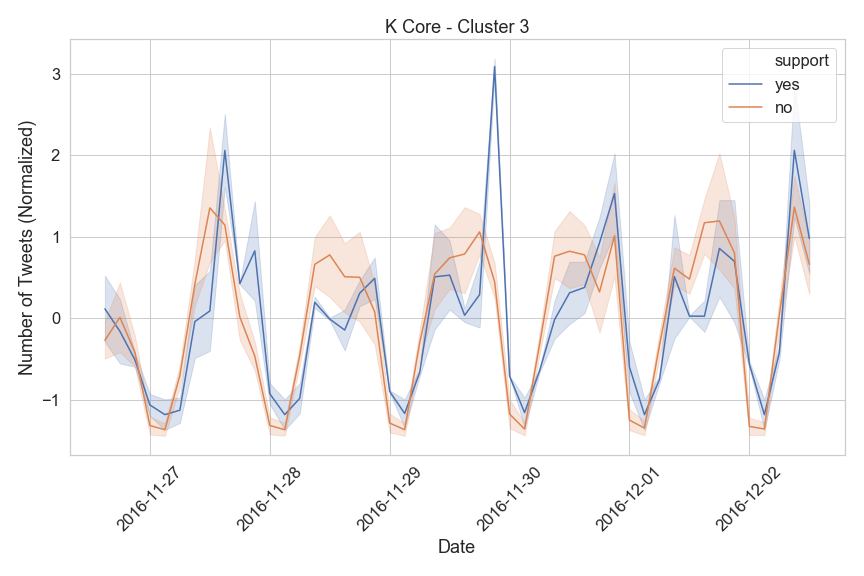 K Core - Cluster 3
support
yes
no
Number of Tweets (Normalized)
3
2
1
0
−1
2016-11-27
2016-11-28
2016-11-29
2016-11-30
2016-12-01
2016-12-02
Date